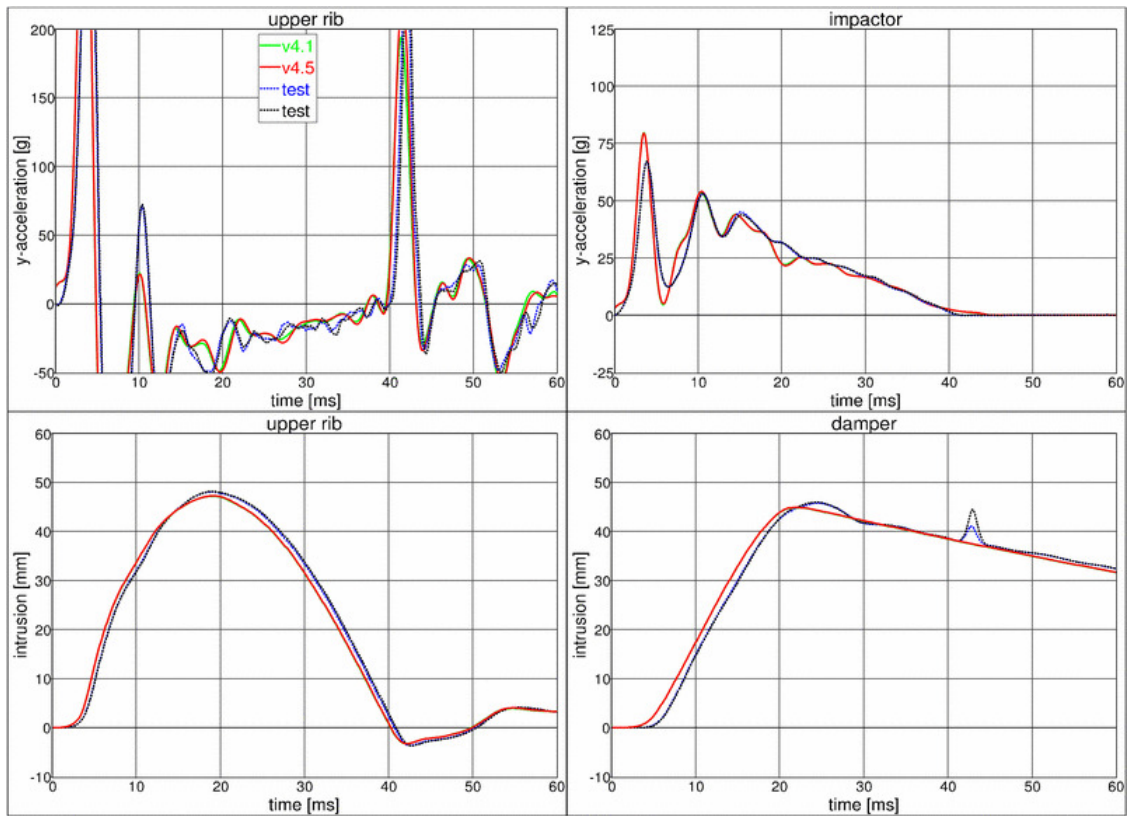 upper rib
200
150
100
50
0
-50
y-acceleration [g]
v4.1
v4.5
test
test
0 10 20 30 40 50 60
time [ms]
impactor
125
100
75
50
25
0
-25
y-acceleration [g]
0 10 20 30 40 50 60
time [ms]
upper rib
60
50
40
30
20
10
0
-10
intrusion [mm]
0 10 20 30 40 50 60
time [ms]
damper
60
50
40
30
20
10
0
-10
intrusion [mm]
0 10 20 30 40 50 60
time [ms]